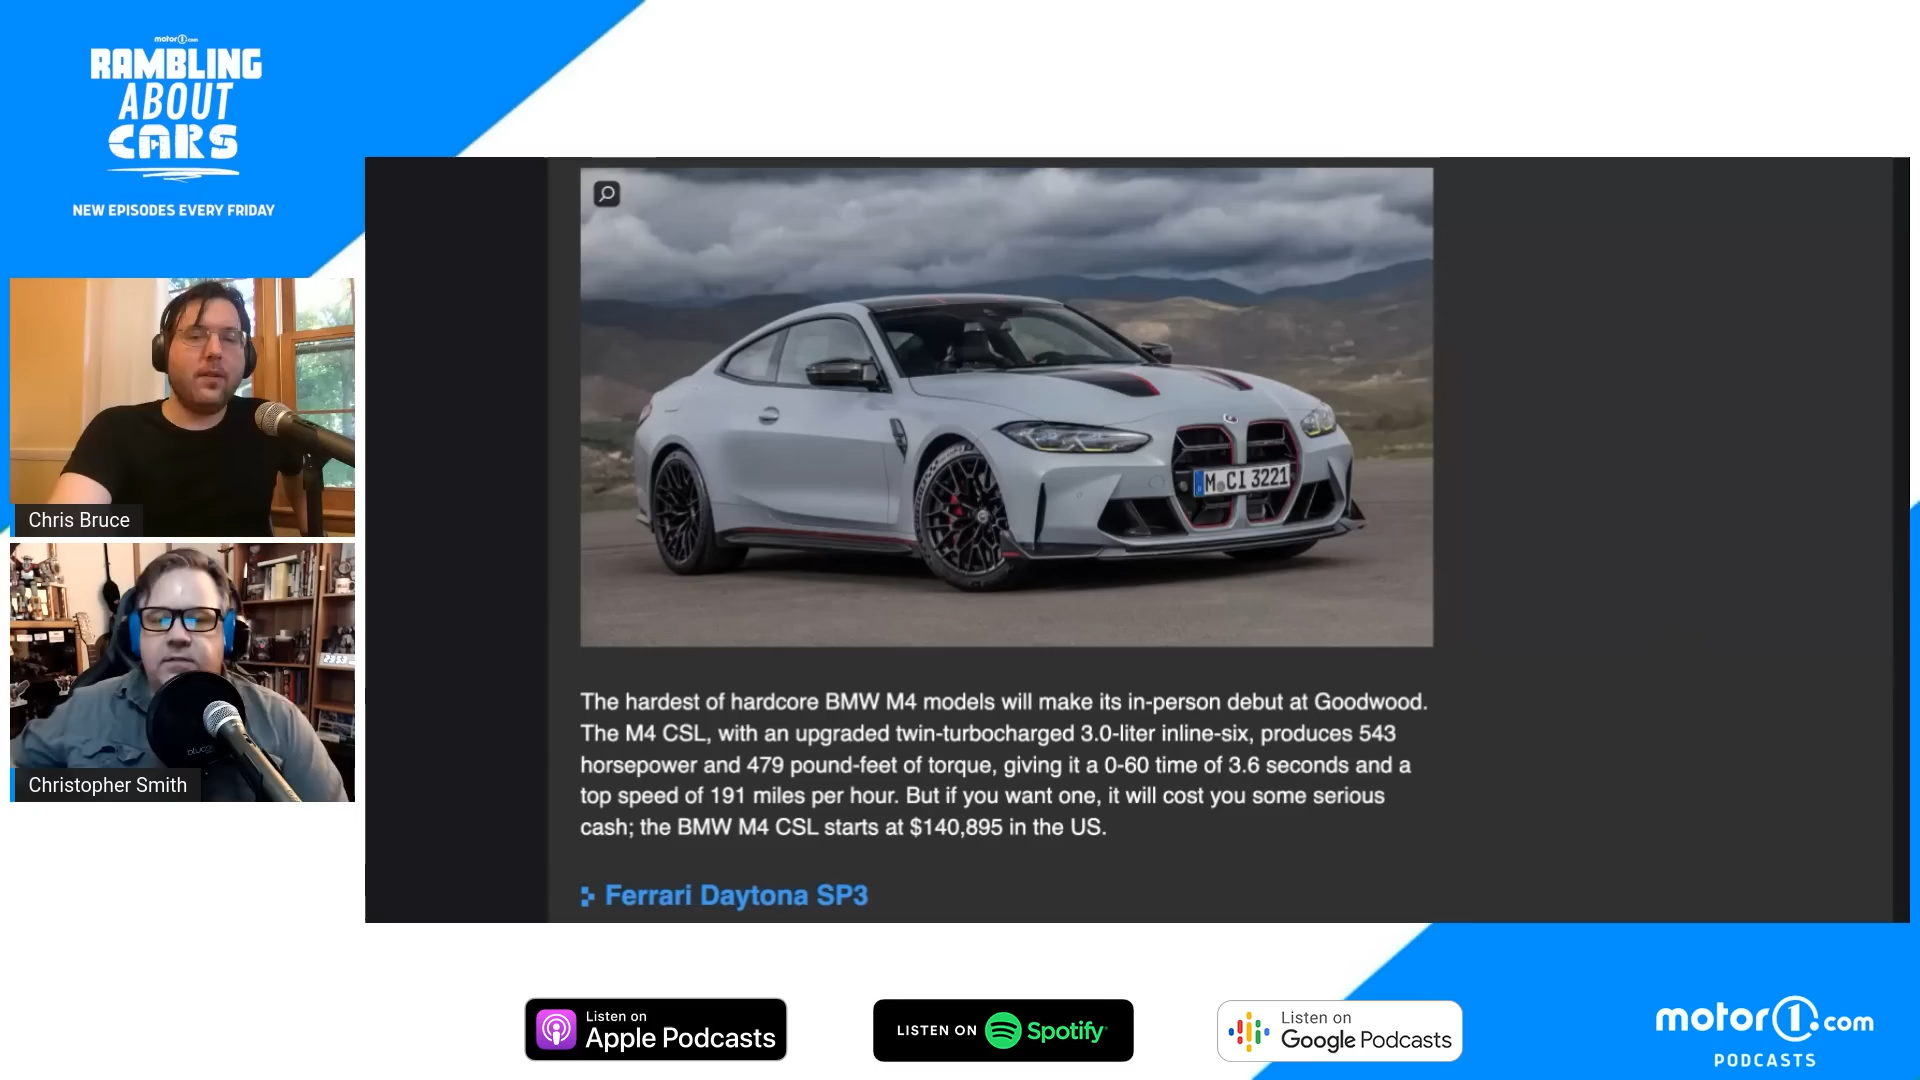 motor1.com
RAMBLING
ABOUT
CARS
NEW EPISODES EVERY FRIDAY
Chris Bruce
Christopher Smith
M CI 3221
The hardest of hardcore BMW M4 models will make its in-person debut at Goodwood.
The M4 CSL, with an upgraded twin-turbocharged 3.0-liter inline-six, produces 543
horsepower and 479 pound-feet of torque, giving it a 0-60 time of 3.6 seconds and a
top speed of 191 miles per hour. But if you want one, it will cost you some serious
cash; the BMW M4 CSL starts at $140,895 in the US.
Ferrari Daytona SP3
Listen on
Apple Podcasts
LISTEN ON Spotify
Listen on
Google Podcasts
motor1.com
PODCASTS